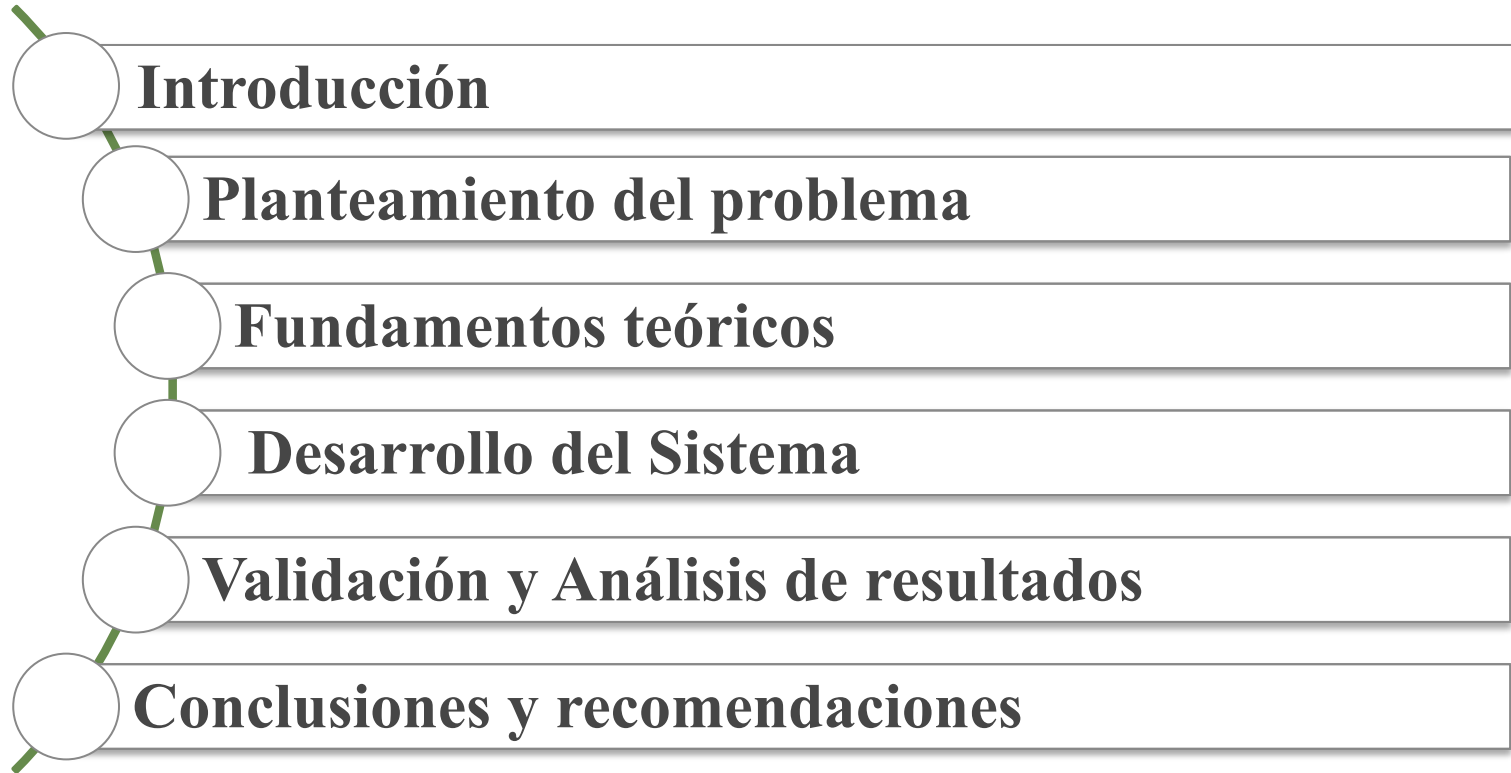 Introducción
Planteamiento del problema
Fundamentos teóricos
Desarrollo del Sistema
Validación y Análisis de resultados
Conclusiones y recomendaciones